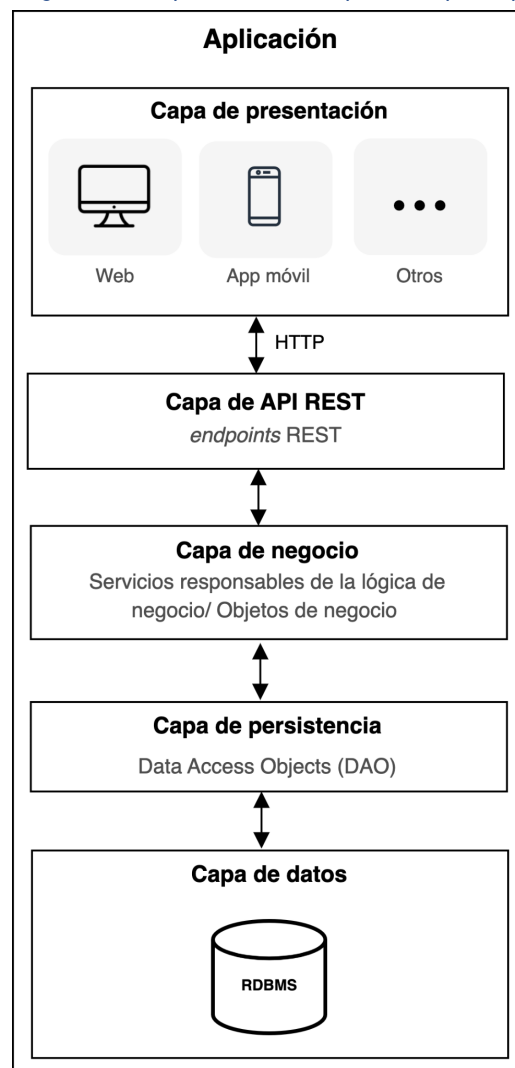 Aplicación
Capa de presentación
Web
App móvil
Otros
HTTP
Capa de API REST
endpoints REST
Capa de negocio
Servicios responsables de la lógica de
negocio/ Objetos de negocio
Capa de persistencia
Data Access Objects (DAO)
Capa de datos
RDBMS